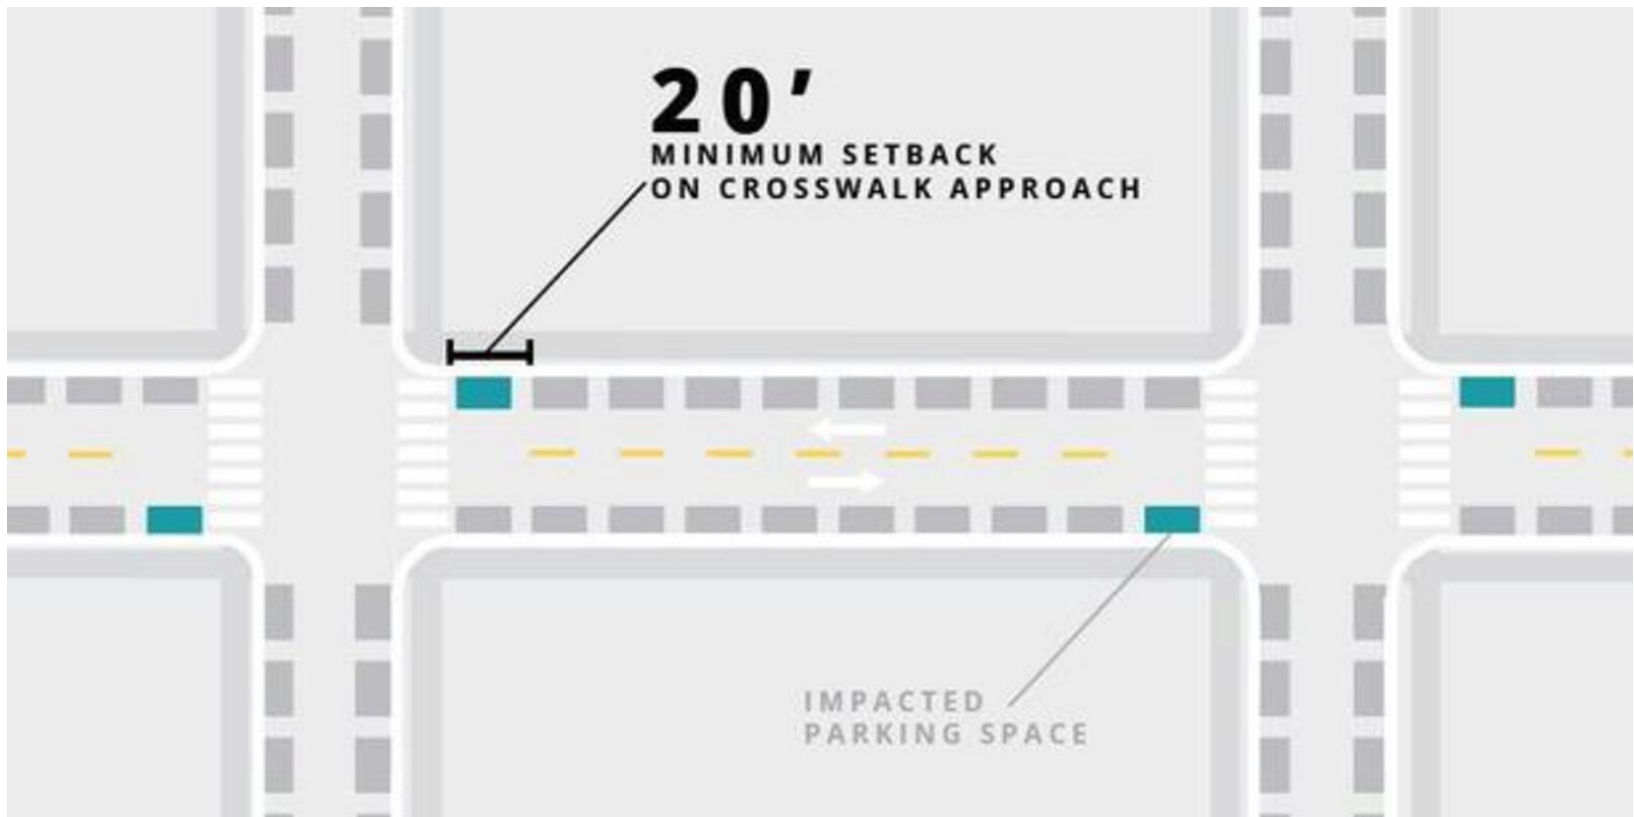 20’
MINIMUM SETBACK
ON CROSSWALK APPROACH
IMPACTED
PARKING SPACE